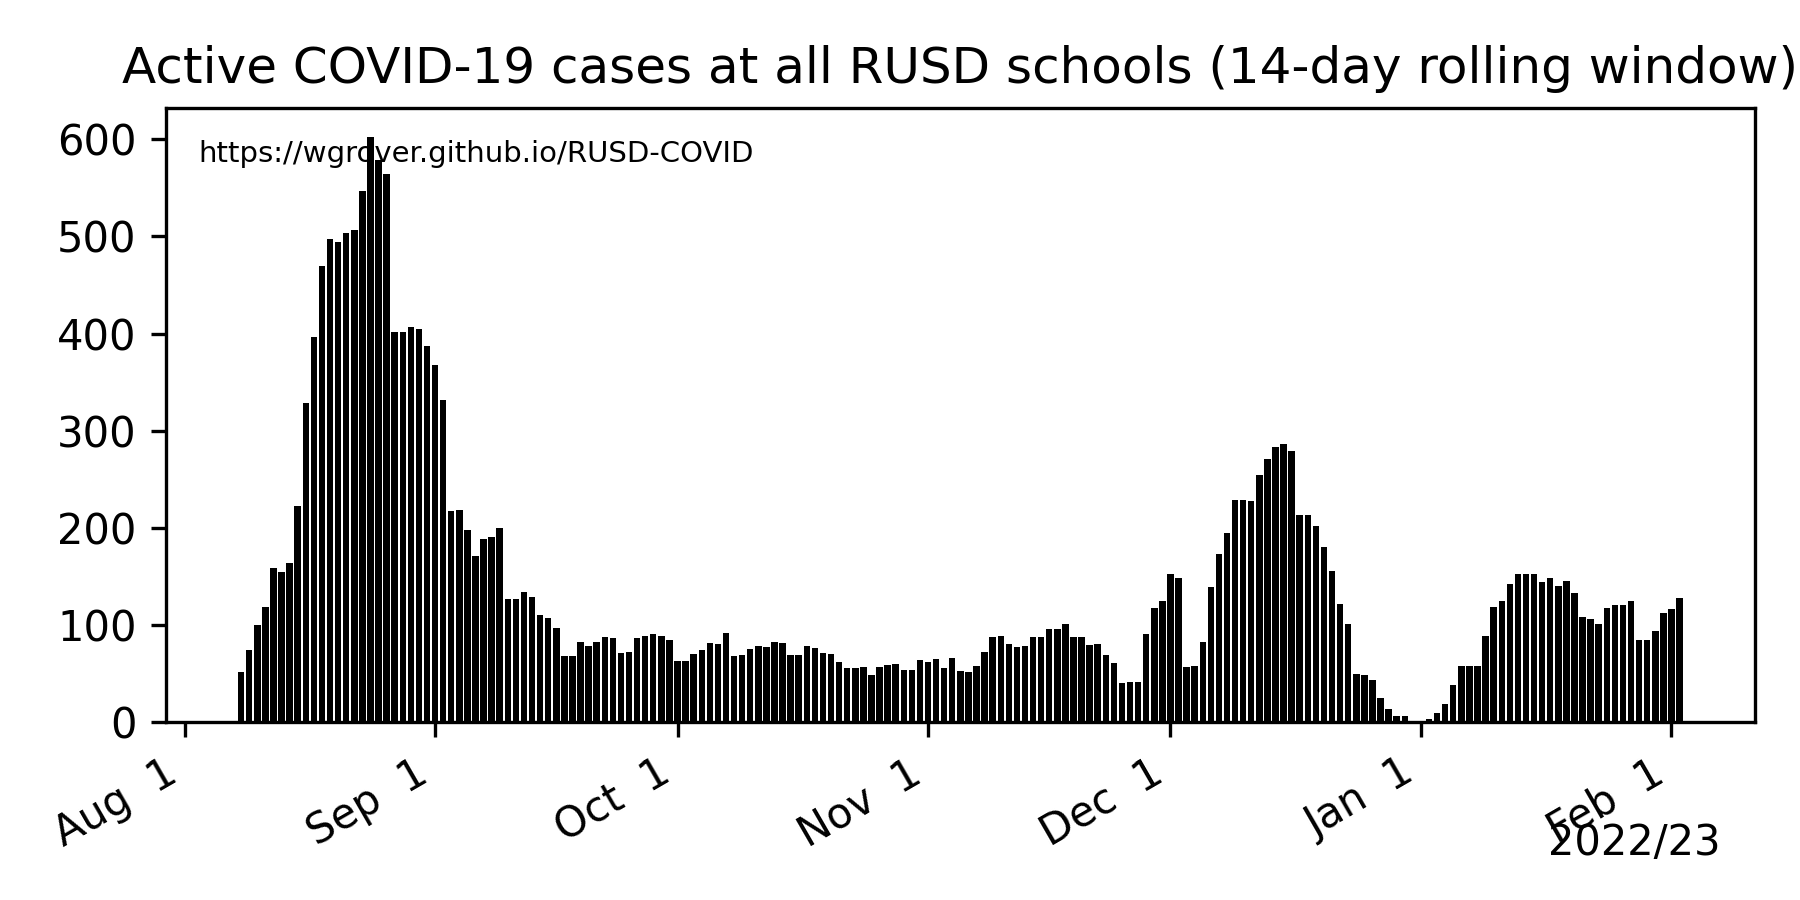 Active COVID-19 cases at all RUSD schools (14-day rolling window)
https://wgrover.github.io/RUSD-COVID
600
500
400
300
200
100
0
Aug 1
Sep 1
Oct 1
Nov 1
Dec 1
Jan 1
Feb 1
2022/23